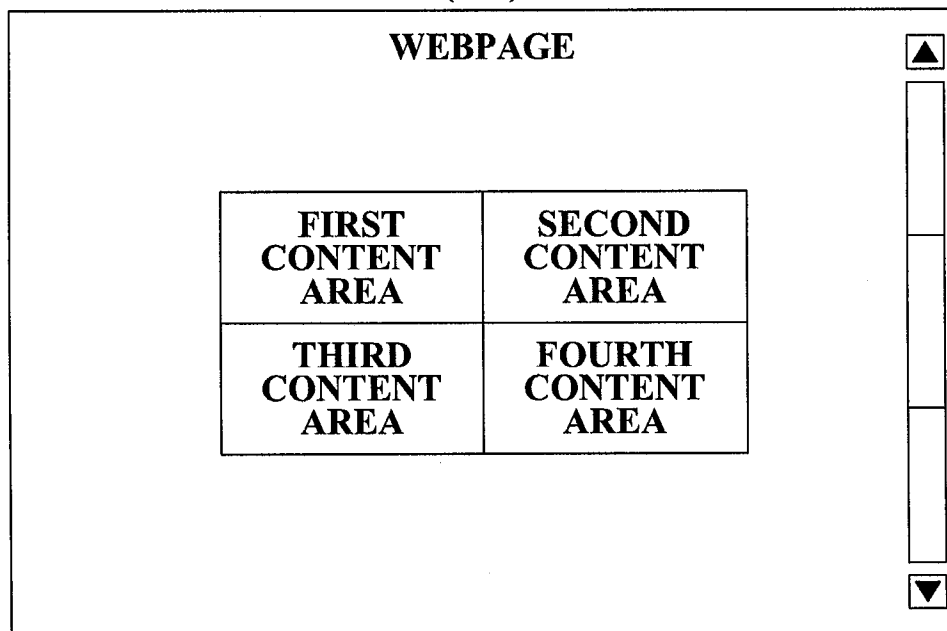 WEBPAGE
FIRST
CONTENT
AREA
SECOND
CONTENT
AREA
THIRD
CONTENT
AREA
FOURTH
CONTENT
AREA